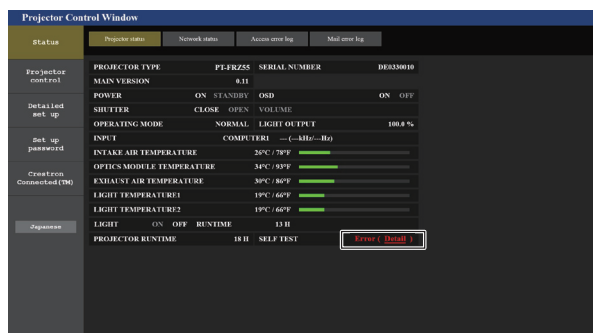 Projector Control Window
Status
Projector status Network status Access error log Mail error log
Projector control
Detailed set up
Set up password
Crestron Connected(TM)
Japanese
PROJECTOR TYPE PT-FRZ55 SERIAL NUMBER DE0330010
MAIN VERSION 0.11
POWER ON STANDBY OSD ON OFF
SHUTTER CLOSE OPEN VOLUME
OPERATING MODE NORMAL LIGHT OUTPUT 100.0 %
INPUT COMPUTER1 --- (---kHz/---Hz)
INTAKE AIR TEMPERATURE 26°C / 78°F
OPTICS MODULE TEMPERATURE 34°C / 93°F
EXHAUST AIR TEMPERATURE 30°C / 86°F
LIGHT TEMPERATURE1 19°C / 66°F
LIGHT TEMPERATURE2 19°C / 66°F
LIGHT ON OFF RUNTIME 13 H
PROJECTOR RUNTIME 18 H SELF TEST Error ( Detail )